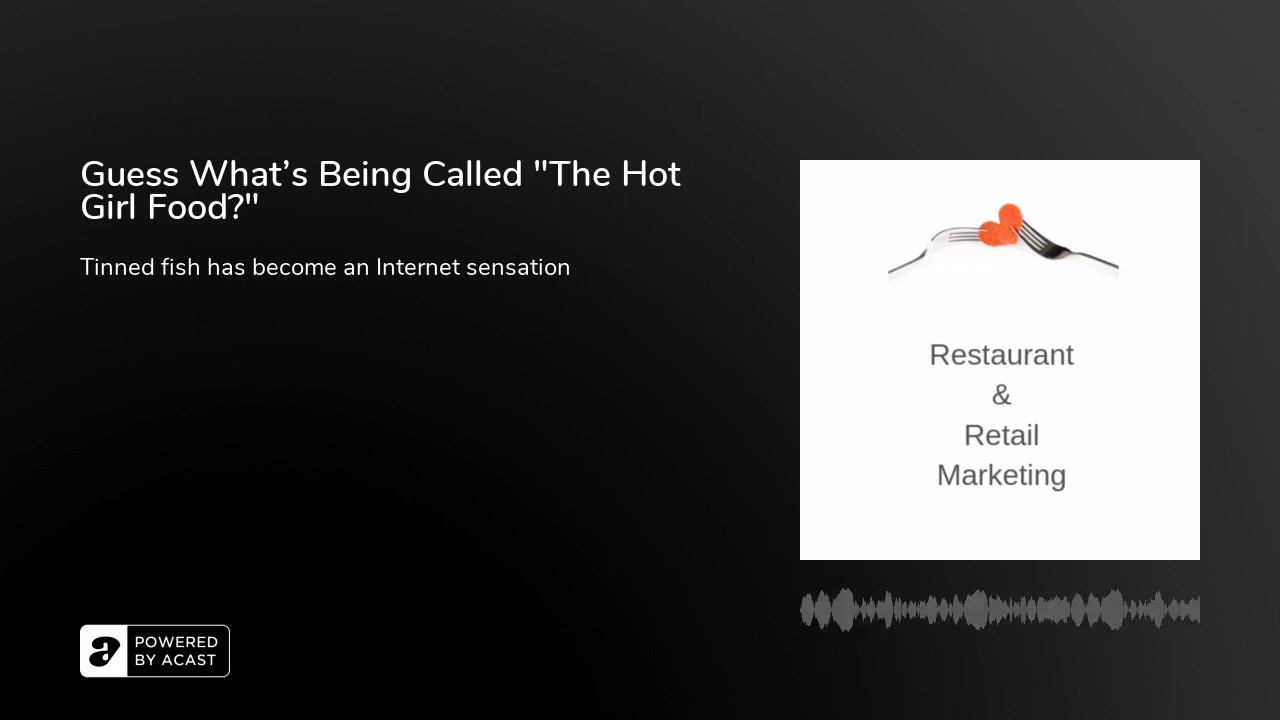 Guess What’s Being Called "The Hot
Girl Food?"
Tinned fish has become an Internet sensation
Restaurant
&
Retail
Marketing
a
POWERED
BY ACAST